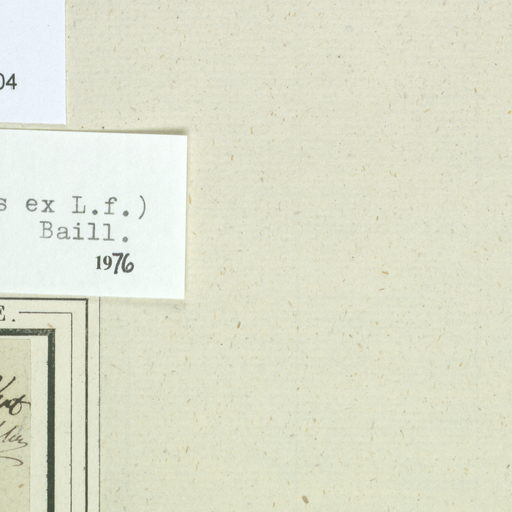 04
s ex L.f.)
Baill.
1976
E.